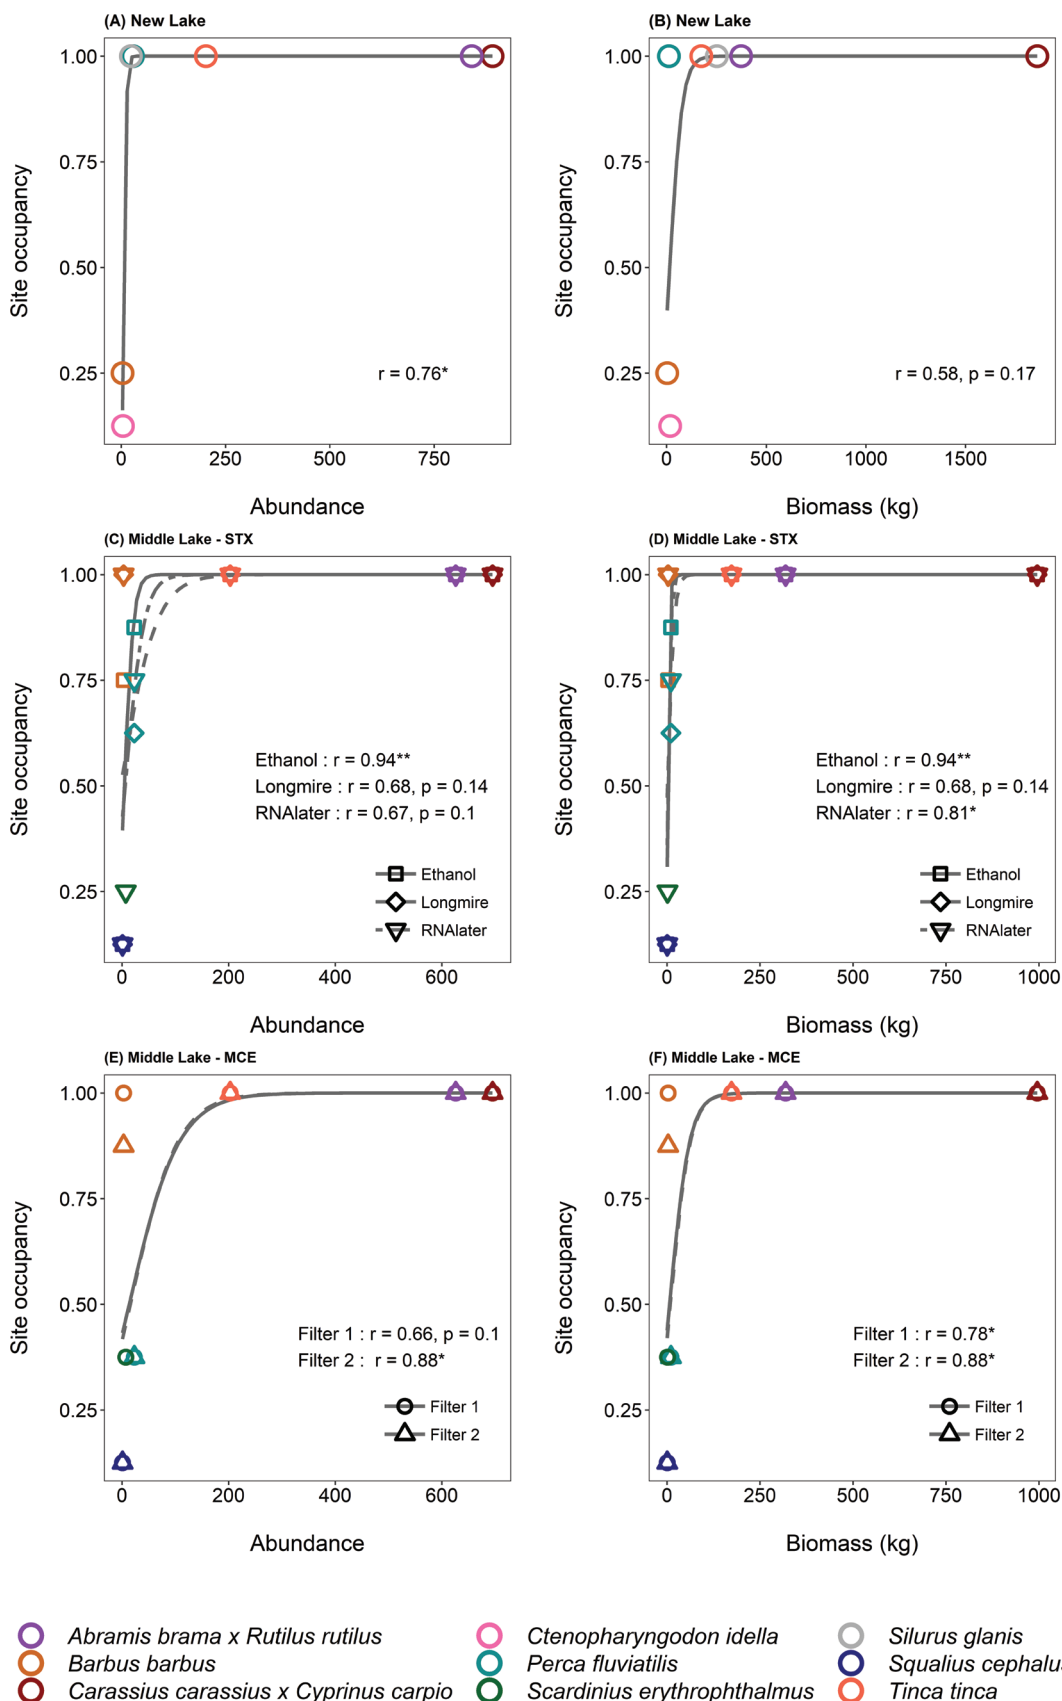 (A) New Lake
1.00
0.75
0.50
0.25
Site occupancy
r = 0.76*
0 250 500 750
Abundance
(B) New Lake
1.00
0.75
0.50
0.25
Site occupancy
r = 0.58, p = 0.17
0 500 1000 1500
Biomass (kg)
(C) Middle Lake - STX
1.00
0.75
0.50
0.25
Site occupancy
Ethanol : r = 0.94**
Longmire : r = 0.68, p = 0.14
RNAlater : r = 0.67, p = 0.1
Ethanol
Longmire
RNAlater
0 200 400 600
Abundance
(D) Middle Lake - STX
1.00
0.75
0.50
0.25
Site occupancy
Ethanol : r = 0.94**
Longmire : r = 0.68, p = 0.14
RNAlater : r = 0.81*
Ethanol
Longmire
RNAlater
0 250 500 750 1000
Biomass (kg)
(E) Middle Lake - MCE
1.00
0.75
0.50
0.25
Site occupancy
Filter 1 : r = 0.66, p = 0.1
Filter 2 : r = 0.88*
Filter 1
Filter 2
0 200 400 600
Abundance
(F) Middle Lake - MCE
1.00
0.75
0.50
0.25
Site occupancy
Filter 1 : r = 0.78*
Filter 2 : r = 0.88*
Filter 1
Filter 2
0 250 500 750 1000
Biomass (kg)
Abramis brama x Rutilus rutilus
Barbus barbus
Carassius carassius x Cyprinus carpio
Ctenopharyngodon idella
Perca fluviatilis
Scardinius erythrophthalmus
Silurus glanis
Squalius cephalus
Tinca tinca